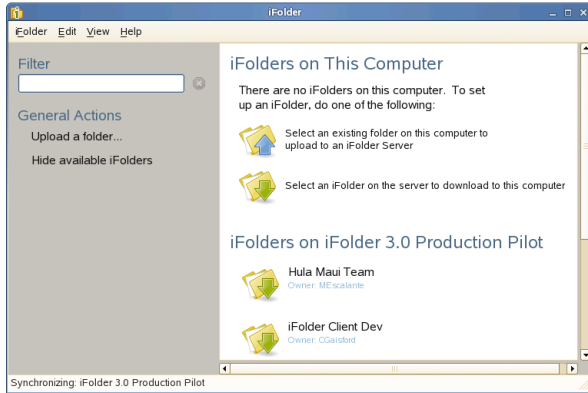 iFolder
iFolder Edit View Help
Filter
General Actions
Upload a folder...
Hide available iFolders
iFolders on This Computer
There are no iFolders on this computer. To set
up an iFolder, do one of the following:
Select an existing folder on this computer to
upload to an iFolder Server
Select an iFolder on the server to download to this computer
iFolders on iFolder 3.0 Production Pilot
Hula Maui Team
Owner: MEscalante
iFolder Client Dev
Owner: CGaisford
Synchronizing: iFolder 3.0 Production Pilot